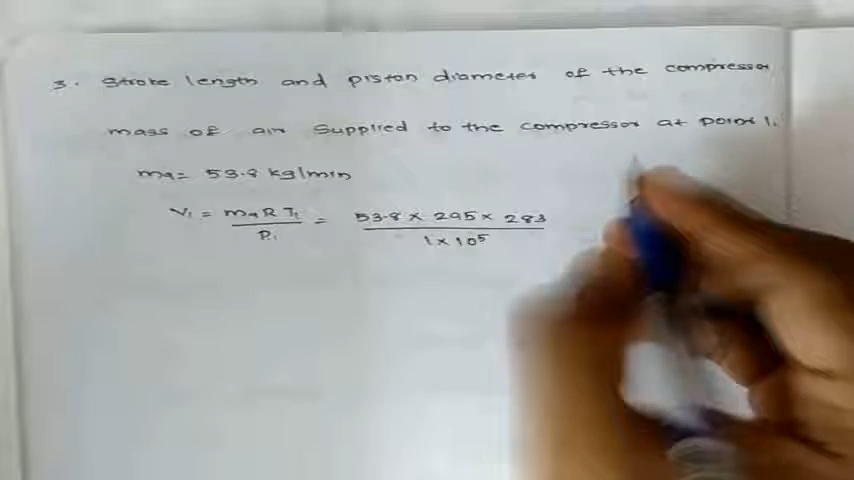 3. Stroke length and piston diameter of the compressor
mass of air supplied to the compressor at point 1.
ma = 53.8 kg/min
V1 = maRT1 / P1 = 53.8 × 295 × 283 / 1 × 10^5